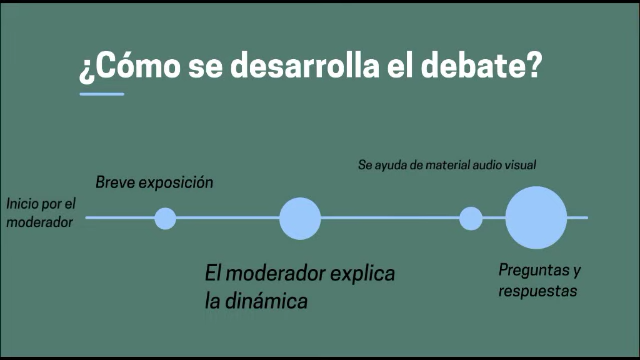 ¿Cómo se desarrolla el debate?
Se ayuda de material audio visual
Breve exposición
Inicio por el
moderador
El moderador explica
la dinámica
Preguntas y
respuestas